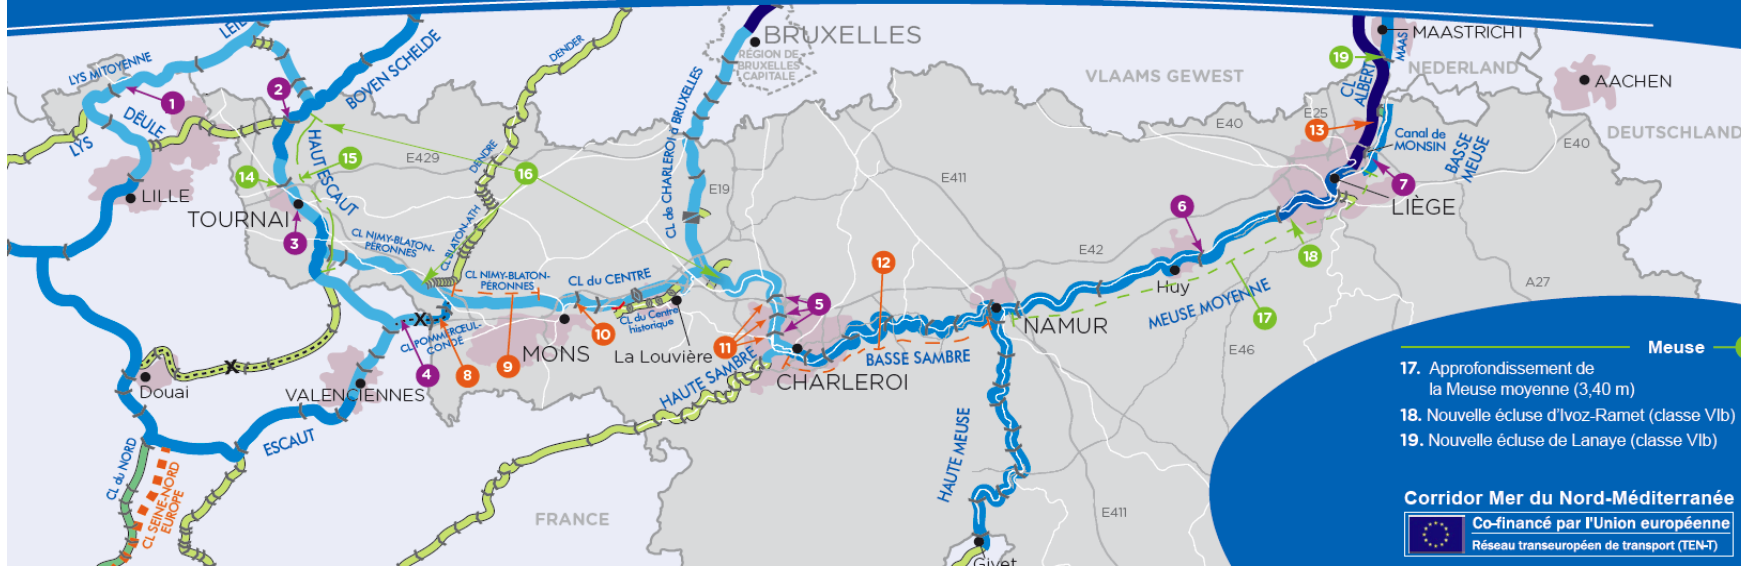 MAASTRICHT
BRUXELLES
RÉGION DE
BRUXELLES
CAPITALE
LYS MITOYENNE
BOVEN SCHELDE
DENDER
19
MAAS
NEDERLAND
VLAAMS GEWEST
AACHEN
CL
ALBERT
1
2
DÊULE
LYS
CL de CHARLEROI à BRUXELLES
E25
E40
13
Canal de
MONSIN
BASSE
MEUSE
DEUTSCHLAND
E40
HAUT ESCAUT
15
E429
DENDRE
16
14
E19
E411
7
LILLE
TOURNAI
LIÈGE
6
3
CL NIMY-BLATON-
PÉRONNES
CL BLATON-ATH
E42
18
12
CL NIMY-BLATON-
PÉRONNES
CL du CENTRE
A27
Huy
5
MEUSE MOYENNE
17
CL du Centre
historique
10
NAMUR
CL POMMERŒUL-
CONDÉ
MONS
La Louvière
11
BASSE SAMBRE
E46
4
8
9
HAUTE SAMBRE
CHARLEROI
Douai
VALENCIENNES
ESCAUT
HAUTE MEUSE
CL du NORD
CL SEINE-NORD
EUROPE
FRANCE
E411
Givet
Meuse
17. Approfondissement de
la Meuse moyenne (3,40 m)
18. Nouvelle écluse d'Ivoz-Ramet (classe VIb)
19. Nouvelle écluse de Lanaye (classe VIb)
Corridor Mer du Nord-Méditerranée
Co-financé par l'Union européenne
Réseau transeuropéen de transport (TEN-T)